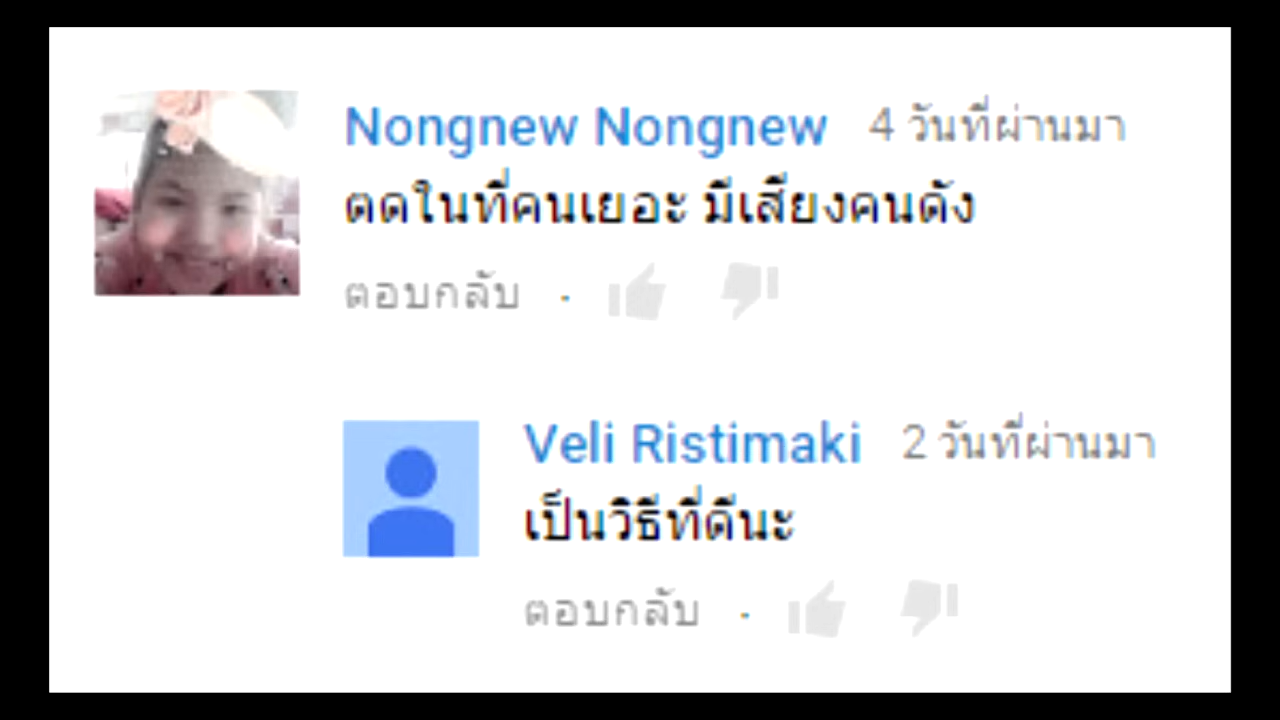 Nongnew Nongnew 4 วันที่ผ่านมา
ตดในที่คนเยอะ มีเสียงคนดัง
ตอบกลับ ·
Veli Ristimaki 2 วันที่ผ่านมา
เป็นวิธีที่ดีนะ
ตอบกลับ ·